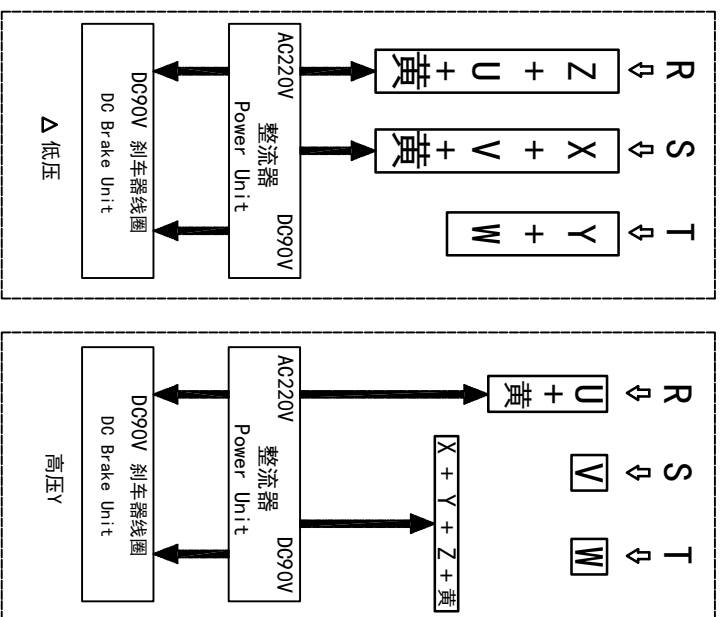 R S T
Z + U + 黄
X + V + 黄
Y + W
AC220V DC90V
整流器
Power Unit
DC90V 刹车器线圈
DC Brake Unit
△ 低压
R S T
U + 黄
V
W
X + Y + Z + 黄
AC220V DC90V
整流器
Power Unit
DC90V 刹车器线圈
DC Brake Unit
高压Y